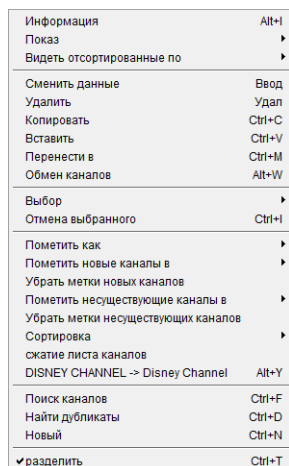 Информация Alt+I
Показ
Видеть отсортированные по
Сменить данные Ввод
Удалить Удал
Копировать Ctrl+C
Вставить Ctrl+V
Перенести в Ctrl+M
Обмен каналов Alt+W
Выбор
Отмена выбранного Ctrl+I
Пометить как
Пометить новые каналы в
Убрать метки новых каналов
Пометить несуществующие каналы в
Убрать метки несуществующих каналов
Сортировка
сжатие листа каналов
DISNEY CHANNEL -> Disney Channel Alt+Y
Поиск каналов Ctrl+F
Найти дубликаты Ctrl+D
Новый Ctrl+N
разделить Ctrl+T